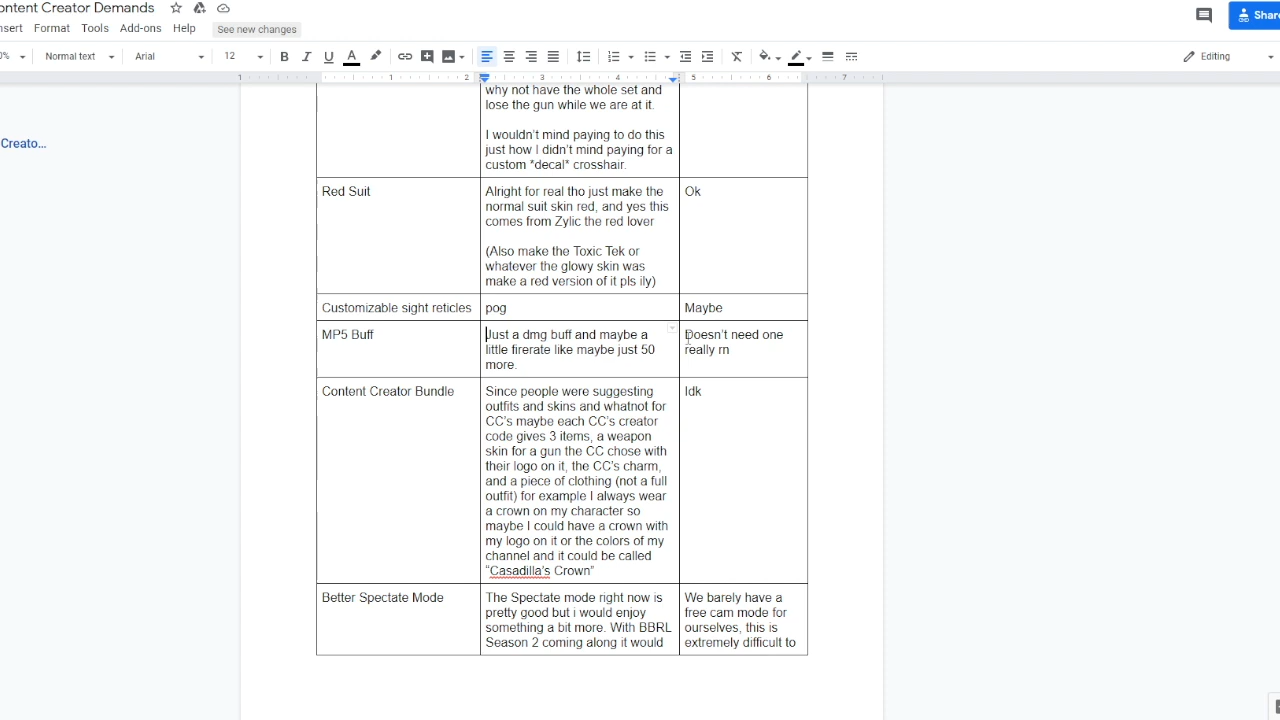 ontent Creator Demands
nsert Format Tools Add-ons Help See new changes
Share
0% Normal text Arial 12 B I U A Editing
1 1 2 3 4 5 6 7
Creato...
why not have the whole set and
lose the gun while we are at it.
I wouldn't mind paying to do this
just how I didn't mind paying for a
custom *decal* crosshair.
Red Suit
Alright for real tho just make the
normal suit skin red, and yes this
comes from Zylic the red lover
(Also make the Toxic Tek or
whatever the glowy skin was
make a red version of it pls ily)
Ok
Customizable sight reticles
pog
Maybe
MP5 Buff
Just a dmg buff and maybe a
little firerate like maybe just 50
more.
Doesn't need one
really rn
Content Creator Bundle
Since people were suggesting
outfits and skins and whatnot for
CC's maybe each CC's creator
code gives 3 items, a weapon
skin for a gun the CC chose with
their logo on it, the CC's charm,
and a piece of clothing (not a full
outfit) for example I always wear
a crown on my character so
maybe I could have a crown with
my logo on it or the colors of my
channel and it could be called
“Casadilla's Crown”
Idk
Better Spectate Mode
The Spectate mode right now is
pretty good but i would enjoy
something a bit more. With BBRL
Season 2 coming along it would
We barely have a
free cam mode for
ourselves, this is
extremely difficult to